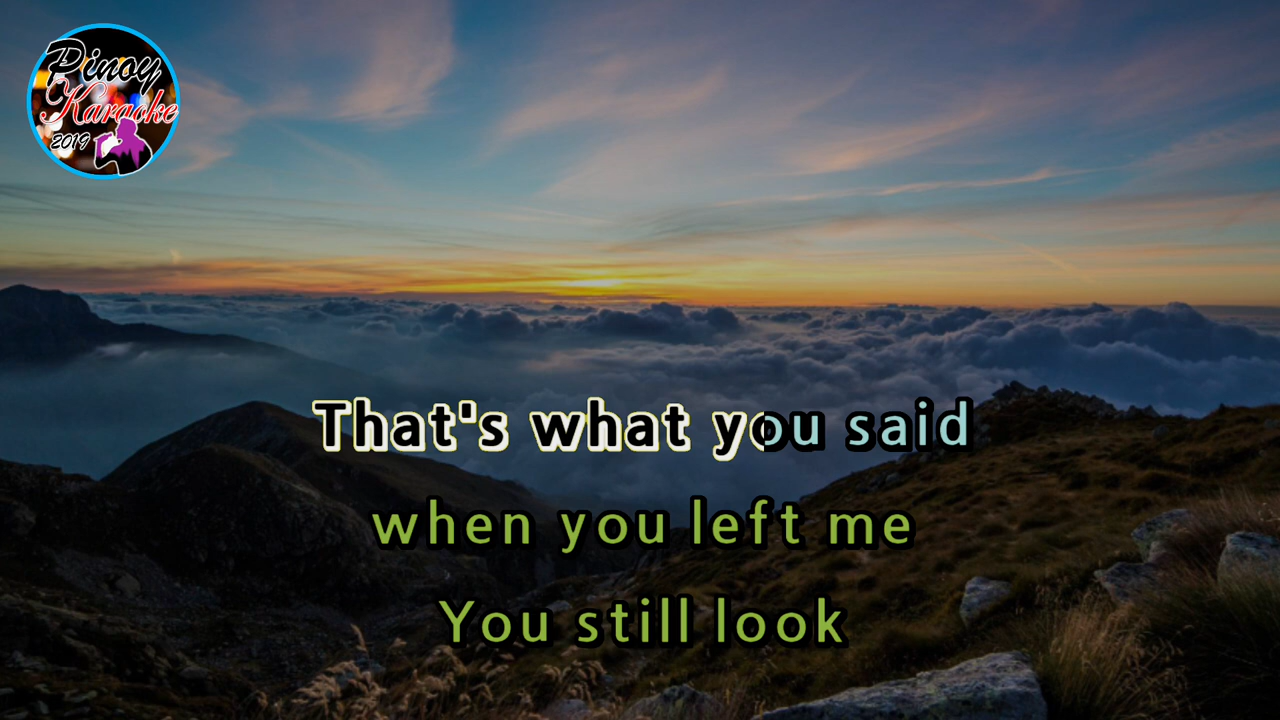 Pinoy
Karaoke
2019
That's what you said
when you left me
You still look